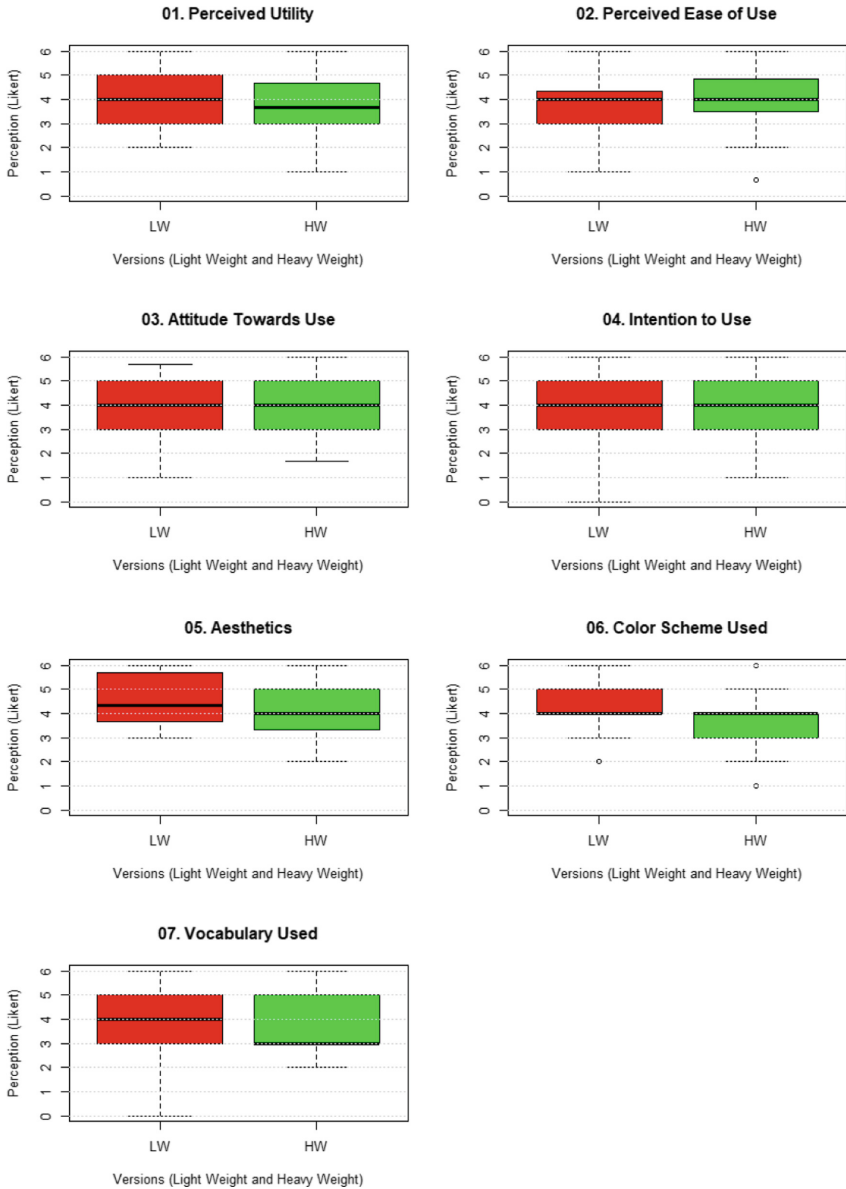 01. Perceived Utility
Perception (Likert)
0 1 2 3 4 5 6
LW HW
Versions (Light Weight and Heavy Weight)
02. Perceived Ease of Use
Perception (Likert)
0 1 2 3 4 5 6
LW HW
Versions (Light Weight and Heavy Weight)
03. Attitude Towards Use
Perception (Likert)
0 1 2 3 4 5 6
LW HW
Versions (Light Weight and Heavy Weight)
04. Intention to Use
Perception (Likert)
0 1 2 3 4 5 6
LW HW
Versions (Light Weight and Heavy Weight)
05. Aesthetics
Perception (Likert)
0 1 2 3 4 5 6
LW HW
Versions (Light Weight and Heavy Weight)
06. Color Scheme Used
Perception (Likert)
0 1 2 3 4 5 6
LW HW
Versions (Light Weight and Heavy Weight)
07. Vocabulary Used
Perception (Likert)
0 1 2 3 4 5 6
LW HW
Versions (Light Weight and Heavy Weight)